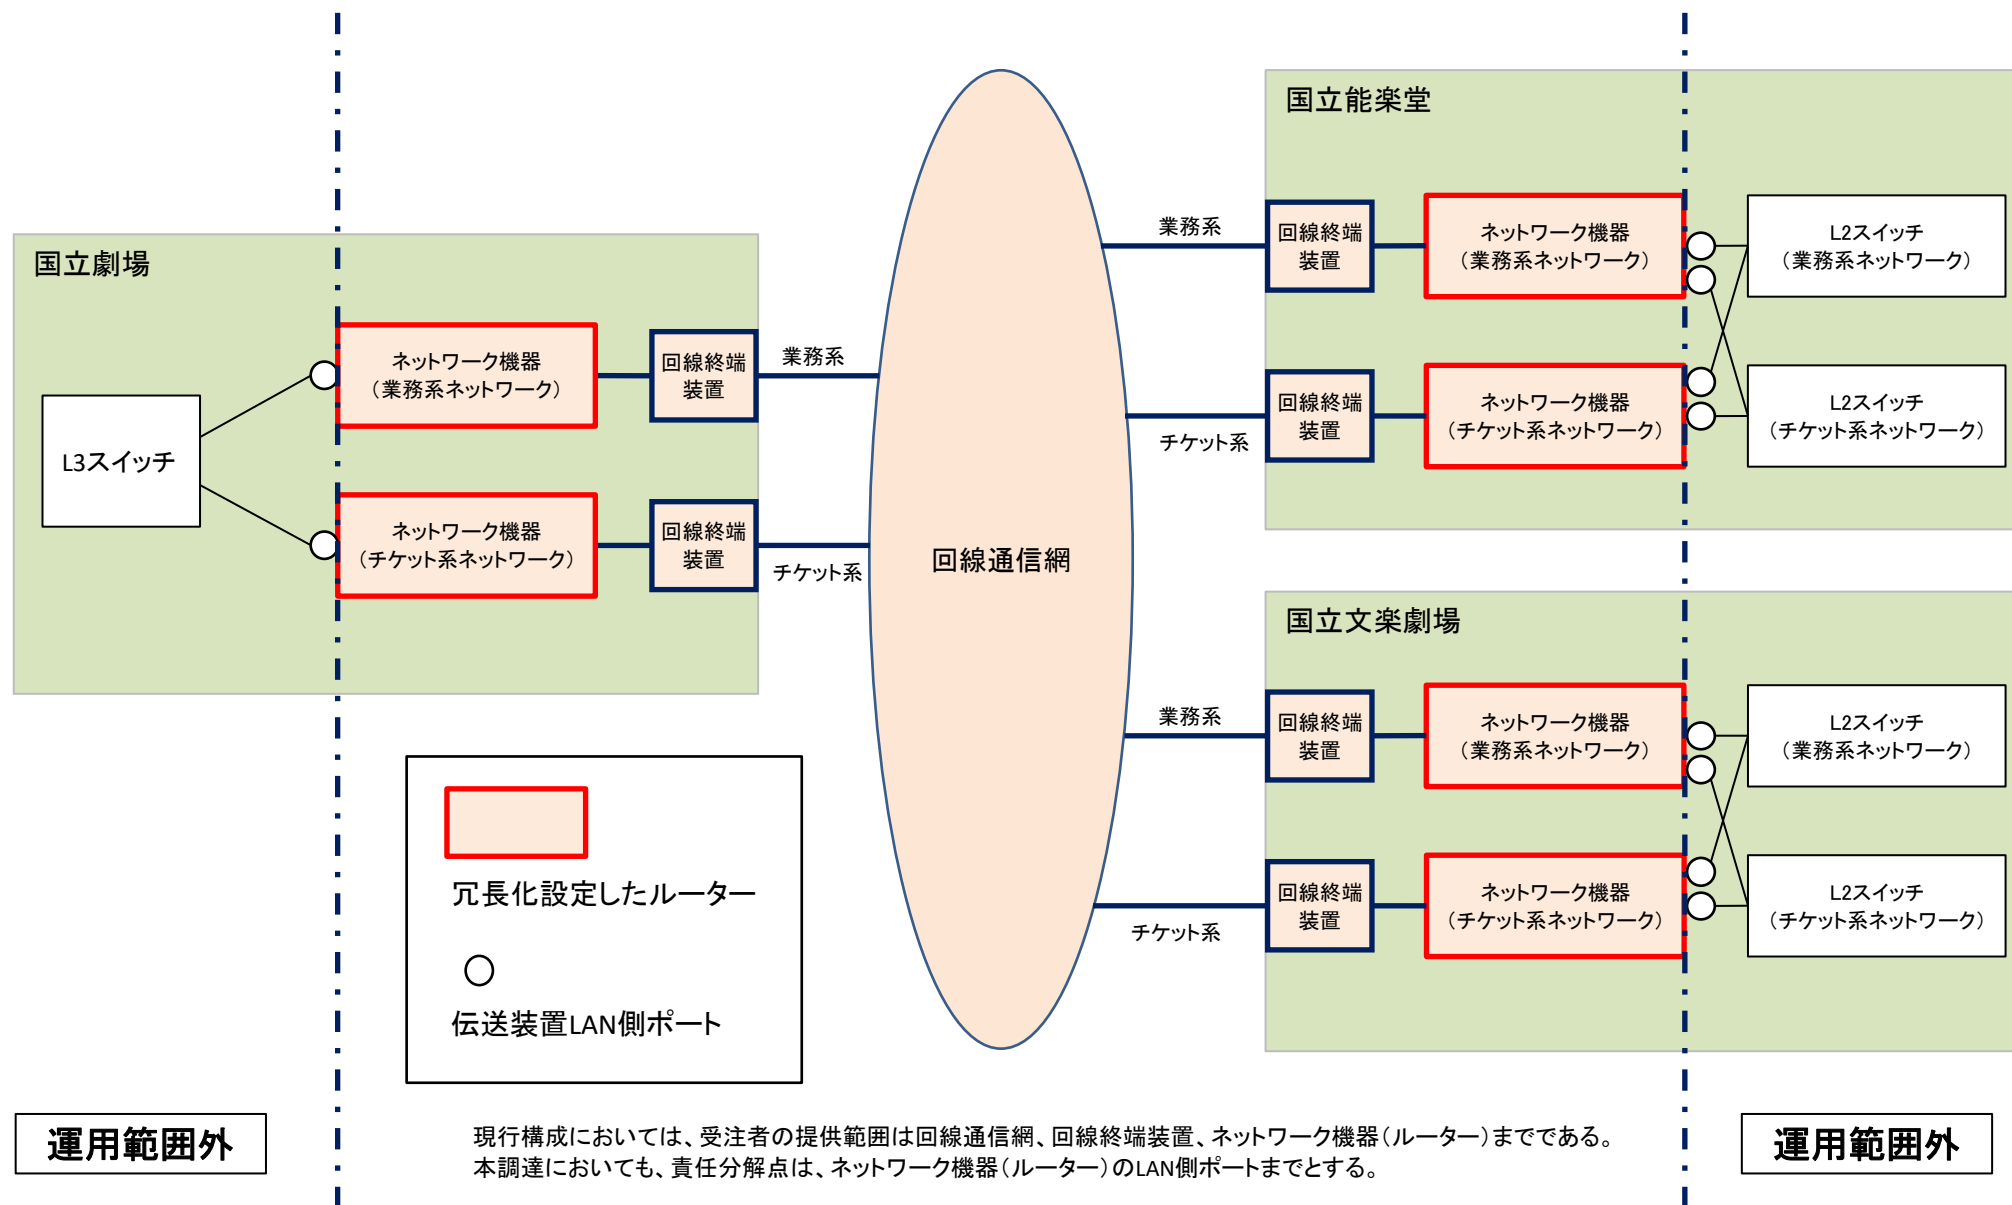 国立劇場
L3スイッチ
ネットワーク機器
（業務系ネットワーク）
回線終端
装置
業務系
ネットワーク機器
（チケット系ネットワーク）
回線終端
装置
チケット系
回線通信網
国立能楽堂
業務系
回線終端
装置
ネットワーク機器
（業務系ネットワーク）
L2スイッチ
（業務系ネットワーク）
チケット系
回線終端
装置
ネットワーク機器
（チケット系ネットワーク）
L2スイッチ
（チケット系ネットワーク）
国立文楽劇場
業務系
回線終端
装置
ネットワーク機器
（業務系ネットワーク）
L2スイッチ
（業務系ネットワーク）
チケット系
回線終端
装置
ネットワーク機器
（チケット系ネットワーク）
L2スイッチ
（チケット系ネットワーク）
冗長化設定したルーター
伝送装置LAN側ポート
運用範囲外
現行構成においては、受注者の提供範囲は回線通信網、回線終端装置、ネットワーク機器（ルーター）までである。
本調達においても、責任分解点は、ネットワーク機器（ルーター）のLAN側ポートまでとする。
運用範囲外